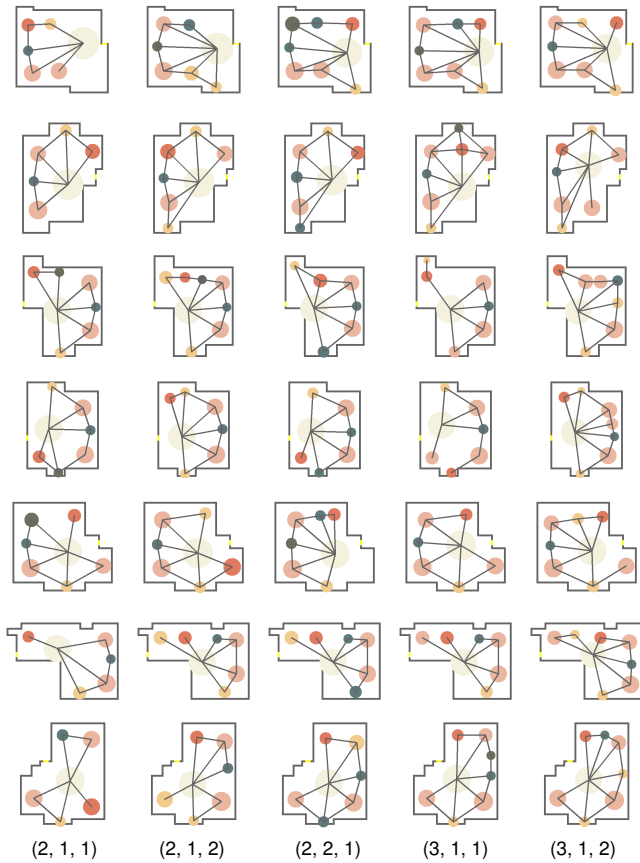 (2, 1, 1) (2, 1, 2) (2, 2, 1) (3, 1, 1) (3, 1, 2)